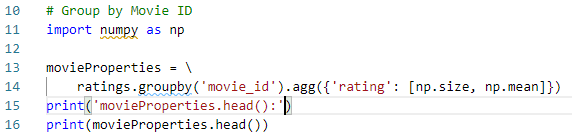 10 # Group by Movie ID
11 import numpy as np
12
13 movieProperties = \
14     ratings.groupby('movie_id').agg({'rating': [np.size, np.mean]})
15 print('movieProperties.head():')
16 print(movieProperties.head())